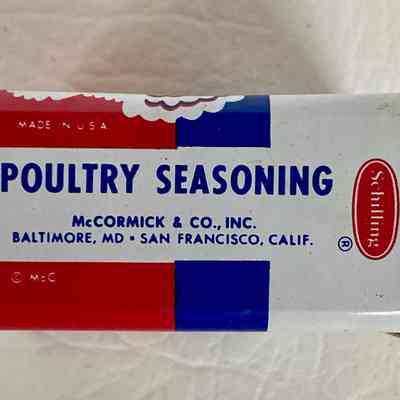 MADE IN U.S.A.
POULTRY SEASONING
McCORMICK & CO., INC.
BALTIMORE, MD • SAN FRANCISCO, CALIF.
Schilling
®
© McC